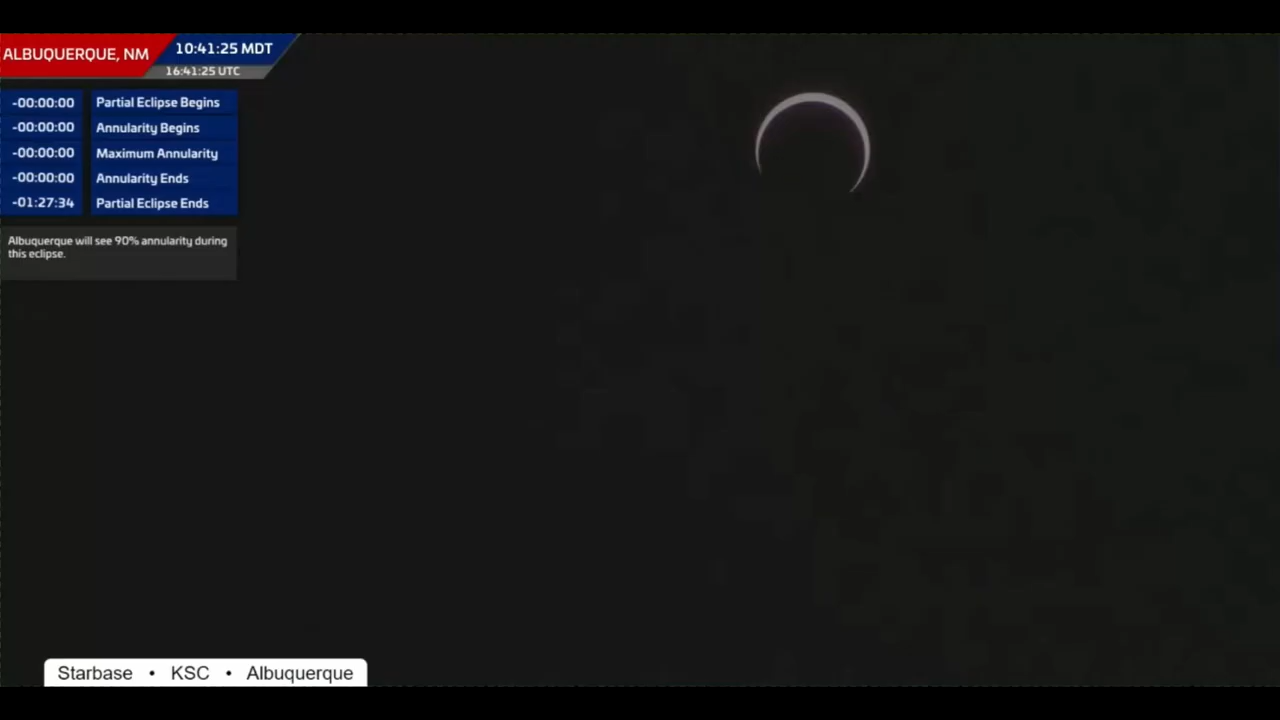 ALBUQUERQUE, NM
10:41:25 MDT
16:41:25 UTC
-00:00:00 Partial Eclipse Begins
-00:00:00 Annularity Begins
-00:00:00 Maximum Annularity
-00:00:00 Annularity Ends
-01:27:34 Partial Eclipse Ends
Albuquerque will see 90% annularity during
this eclipse.
Starbase • KSC • Albuquerque